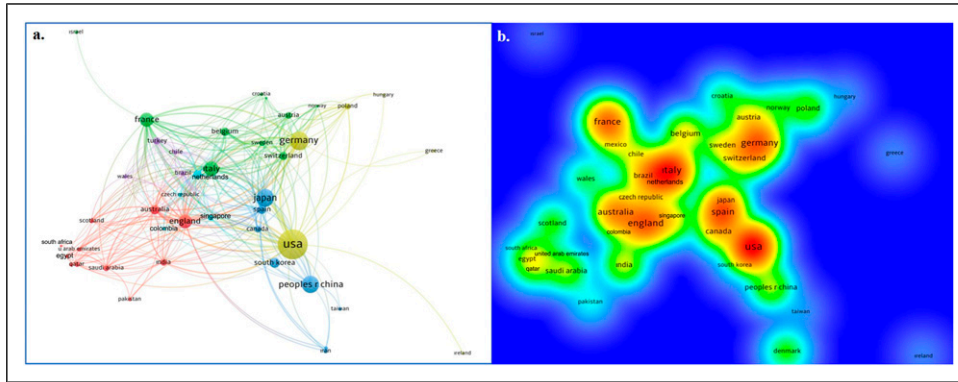 a.
israel
hungary
croatia
norway
poland
france
austria
belgium
turkey
sweden
germany
chile
switzerland
greece
italy
wales
brazil
netherlands
czech republic
japan
australia
singapore
spain
scotland
england
colombia
canada
usa
south africa
u arab emirates
egypt
qatar
saudi arabia
india
south korea
peoples r china
pakistan
taiwan
iran
ireland
b.
israel
croatia
hungary
norway
poland
france
austria
belgium
mexico
sweden
germany
chile
switzerland
greece
italy
wales
brazil
netherlands
czech republic
japan
australia
singapore
spain
scotland
england
colombia
canada
usa
south africa
united arab emirates
egypt
qatar
saudi arabia
india
south korea
peoples r china
pakistan
taiwan
denmark
ireland